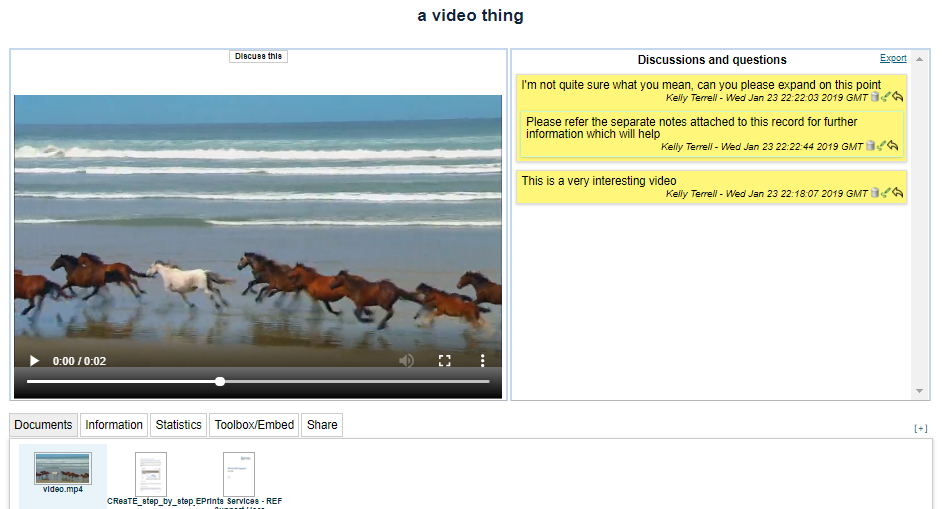 a video thing
Discuss this
Discussions and questions
Export
I'm not quite sure what you mean, can you please expand on this point
Kelly Terrell - Wed Jan 23 22:22:03 2019 GMT
Please refer the separate notes attached to this record for further
information which will help
Kelly Terrell - Wed Jan 23 22:22:44 2019 GMT
This is a very interesting video
Kelly Terrell - Wed Jan 23 22:18:07 2019 GMT
0:00 / 0:02
Documents
Information
Statistics
Toolbox/Embed
Share
[+]
video.mp4
CReaTE_step_by_step_
EPrints Services - REF